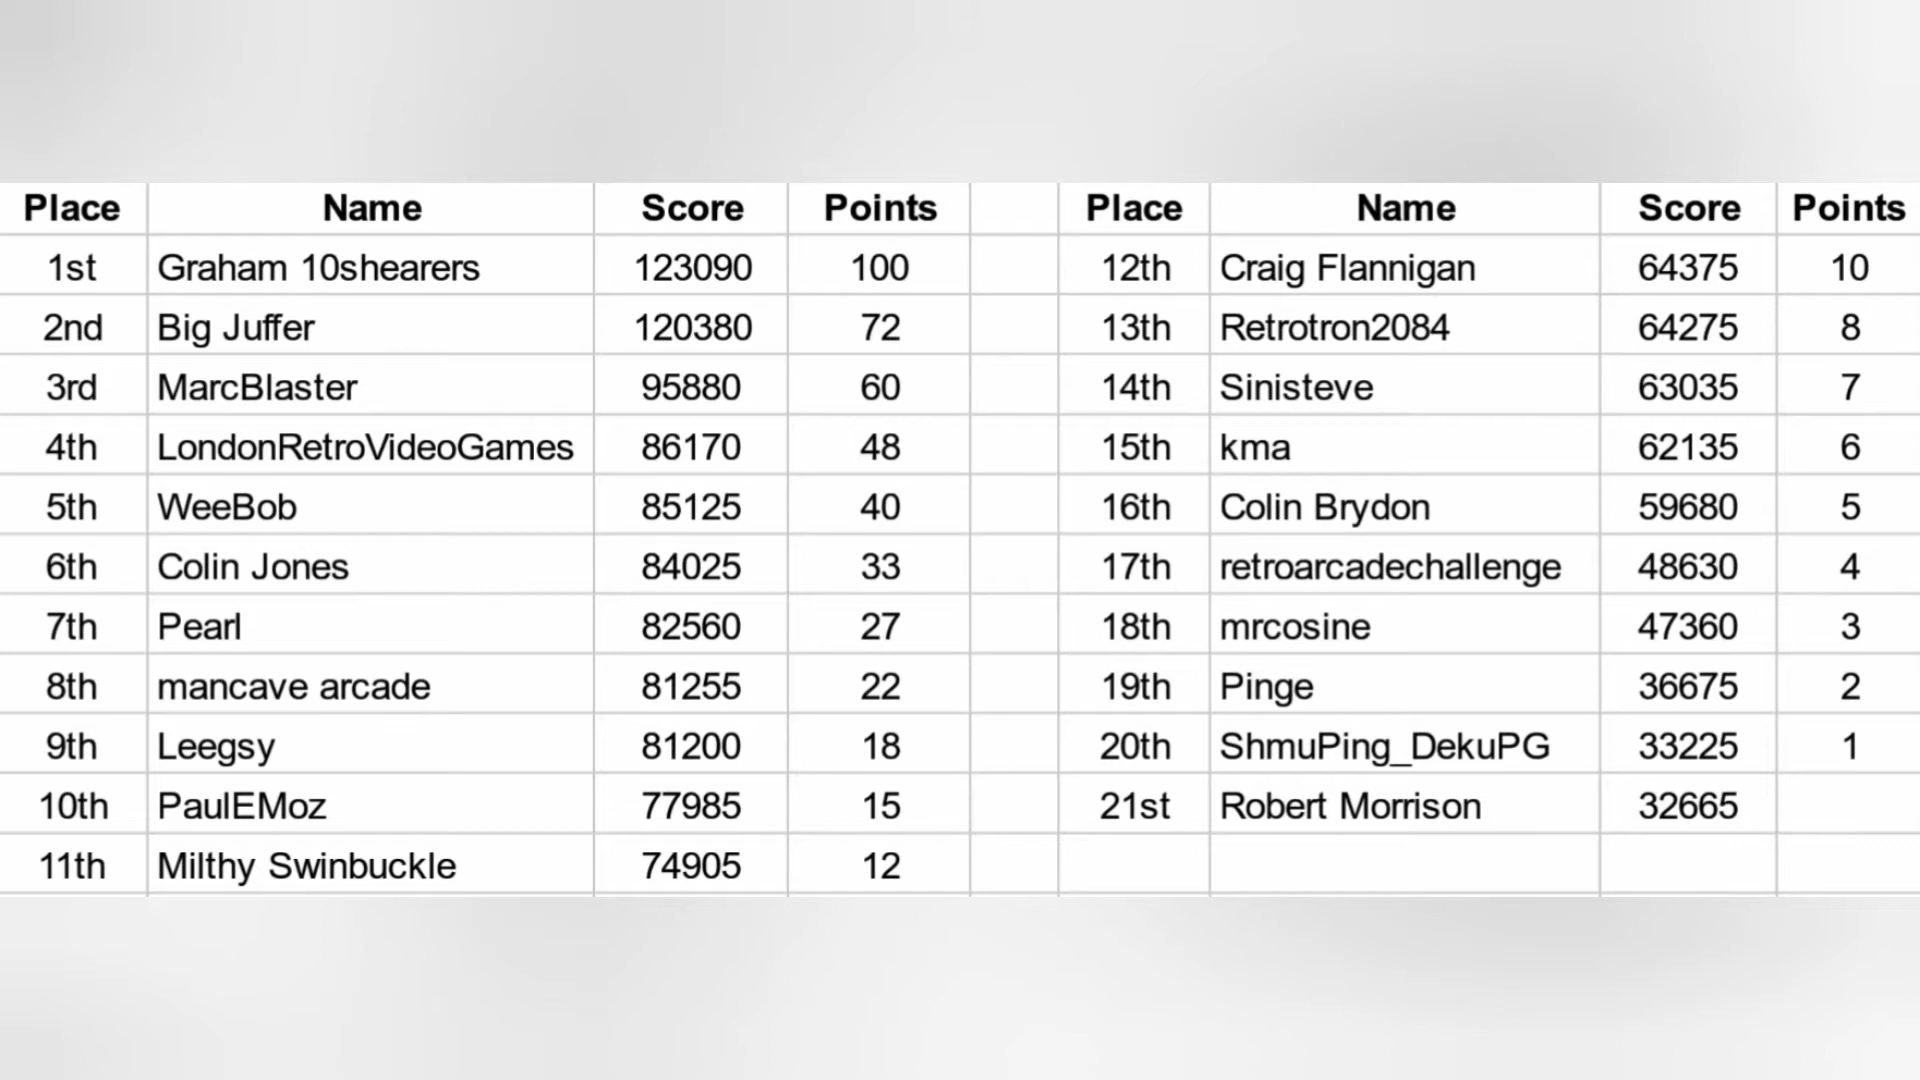 Place Name Score Points Place Name Score Points
1st Graham 10shearers 123090 100 12th Craig Flannigan 64375 10
2nd Big Juffer 120380 72 13th Retrotron2084 64275 8
3rd MarcBlaster 95880 60 14th Sinisteve 63035 7
4th LondonRetroVideoGames 86170 48 15th kma 62135 6
5th WeeBob 85125 40 16th Colin Brydon 59680 5
6th Colin Jones 84025 33 17th retroarcadechallenge 48630 4
7th Pearl 82560 27 18th mrcosine 47360 3
8th mancave arcade 81255 22 19th Pinge 36675 2
9th Leegsy 81200 18 20th ShmuPing_DekuPG 33225 1
10th PaulEMoz 77985 15 21st Robert Morrison 32665
11th Milthy Swinbuckle 74905 12